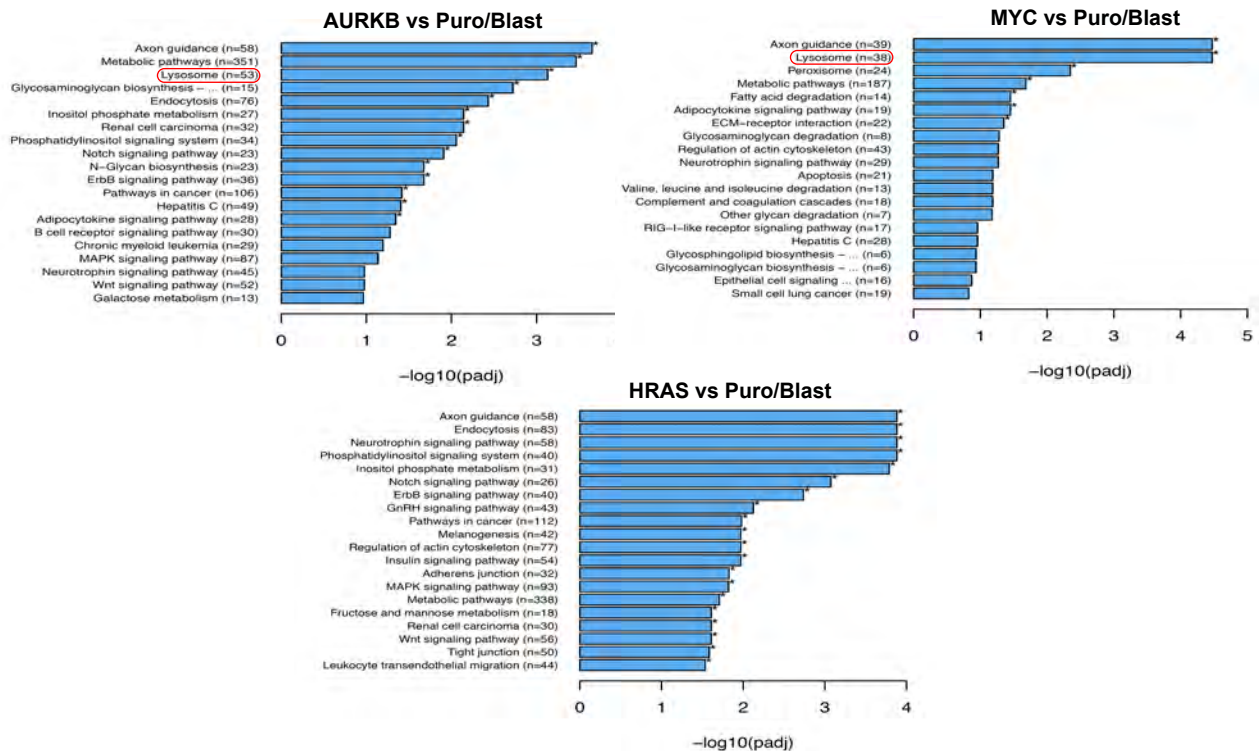 AURKB vs Puro/Blast
Axon guidance (n=58)
Metabolic pathways (n=351)
Lysosome (n=53)
Glycosaminoglycan biosynthesis − ... (n=15)
Endocytosis (n=76)
Inositol phosphate metabolism (n=27)
Renal cell carcinoma (n=32)
Phosphatidylinositol signaling system (n=34)
Notch signaling pathway (n=23)
N−Glycan biosynthesis (n=23)
ErbB signaling pathway (n=36)
Pathways in cancer (n=106)
Hepatitis C (n=49)
Adipocytokine signaling pathway (n=28)
B cell receptor signaling pathway (n=30)
Chronic myeloid leukemia (n=29)
MAPK signaling pathway (n=87)
Neurotrophin signaling pathway (n=45)
Wnt signaling pathway (n=52)
Galactose metabolism (n=13)
0 1 2 3
−log10(padj)
MYC vs Puro/Blast
Axon guidance (n=39)
Lysosome (n=38)
Peroxisome (n=24)
Metabolic pathways (n=187)
Fatty acid degradation (n=14)
Adipocytokine signaling pathway (n=19)
ECM−receptor interaction (n=22)
Glycosaminoglycan degradation (n=8)
Regulation of actin cytoskeleton (n=43)
Neurotrophin signaling pathway (n=29)
Apoptosis (n=21)
Valine, leucine and isoleucine degradation (n=13)
Complement and coagulation cascades (n=18)
Other glycan degradation (n=7)
RIG−I−like receptor signaling pathway (n=17)
Hepatitis C (n=28)
Glycosphingolipid biosynthesis − ... (n=6)
Glycosaminoglycan biosynthesis − ... (n=6)
Epithelial cell signaling ... (n=16)
Small cell lung cancer (n=19)
0 1 2 3 4 5
−log10(padj)
HRAS vs Puro/Blast
Axon guidance (n=58)
Endocytosis (n=83)
Neurotrophin signaling pathway (n=58)
Phosphatidylinositol signaling system (n=40)
Inositol phosphate metabolism (n=31)
Notch signaling pathway (n=26)
ErbB signaling pathway (n=40)
GnRH signaling pathway (n=43)
Pathways in cancer (n=112)
Melanogenesis (n=42)
Regulation of actin cytoskeleton (n=77)
Insulin signaling pathway (n=54)
Adherens junction (n=32)
MAPK signaling pathway (n=93)
Metabolic pathways (n=338)
Fructose and mannose metabolism (n=18)
Renal cell carcinoma (n=30)
Wnt signaling pathway (n=56)
Tight junction (n=50)
Leukocyte transendothelial migration (n=44)
0 1 2 3 4
−log10(padj)